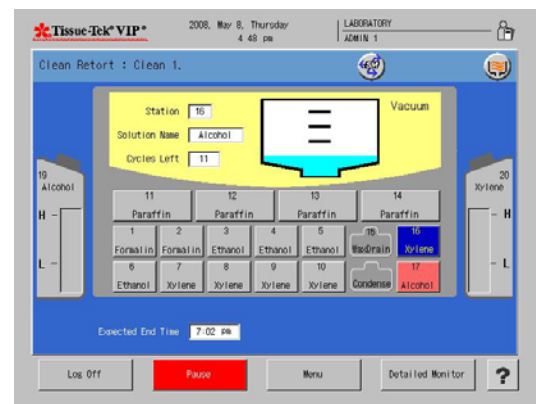 Tissue-Tek® VIP®
2008, May 8, Thursday
4 48 pm
LABORATORY
ADMIN 1
Clean Retort : Clean 1.
Station 16
Solution Name Alcohol
Cycles Left 11
Vacuum
19
Alcohol
H
L
20
Xylene
H
L
11 Paraffin
12 Paraffin
13 Paraffin
14 Paraffin
1 Formalin
2 Formalin
3 Ethanol
4 Ethanol
5 Ethanol
15 WaxDrain
16 Xylene
6 Ethanol
7 Xylene
8 Xylene
9 Xylene
10 Xylene
Condense
17 Alcohol
Expected End Time 7:02 pm
Log Off
Pause
Menu
Detailed Monitor
?